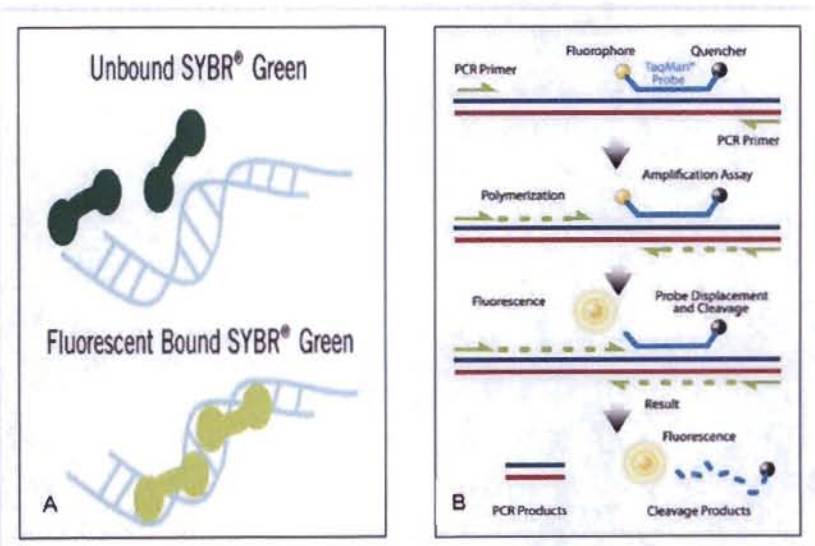 Unbound SYBR® Green
Fluorescent Bound SYBR® Green
A
Fluorophore
Quencher
PCR Primer
TaqMan®
Probe
PCR Primer
Amplification Assay
Polymerization
Fluorescence
Probe Displacement
and Cleavage
Result
Fluorescence
B
PCR Products
Cleavage Products